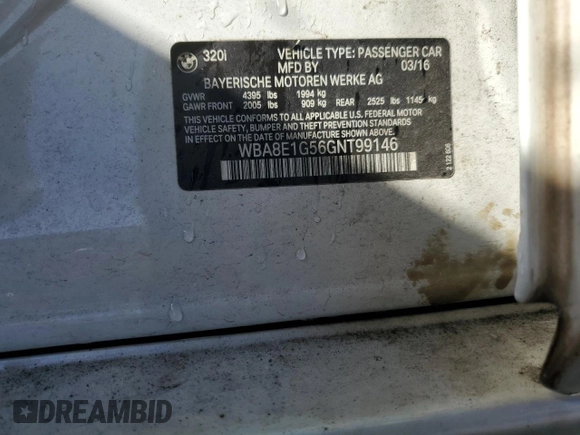 320i VEHICLE TYPE: PASSENGER CAR
MFD BY 03/16
BAYERISCHE MOTOREN WERKE AG
GVWR 4395 lbs 1994 kg
GAWR FRONT 2005 lbs 909 kg REAR 2525 lbs 1145 kg
THIS VEHICLE CONFORMS TO ALL APPLICABLE U.S. FEDERAL MOTOR
VEHICLE SAFETY, BUMPER, AND THEFT PREVENTION STANDARDS
IN EFFECT ON THE DATE OF MANUFACTURE SHOWN ABOVE.
WBA8E1G56GNT99146
DREAMBID